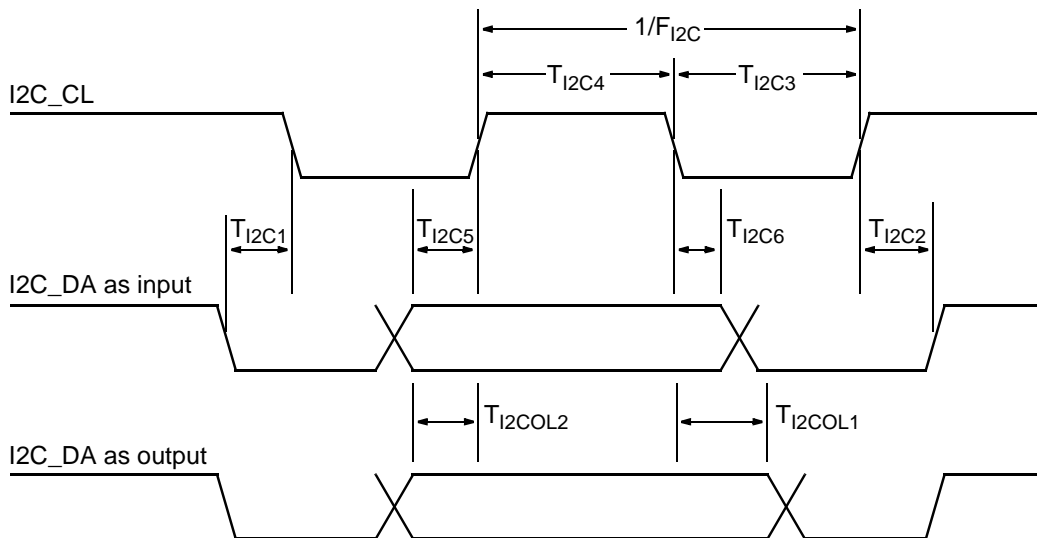 1/F_I2C
T_I2C4
T_I2C3
I2C_CL
T_I2C1
T_I2C5
T_I2C6
T_I2C2
I2C_DA as input
T_I2COL2
T_I2COL1
I2C_DA as output